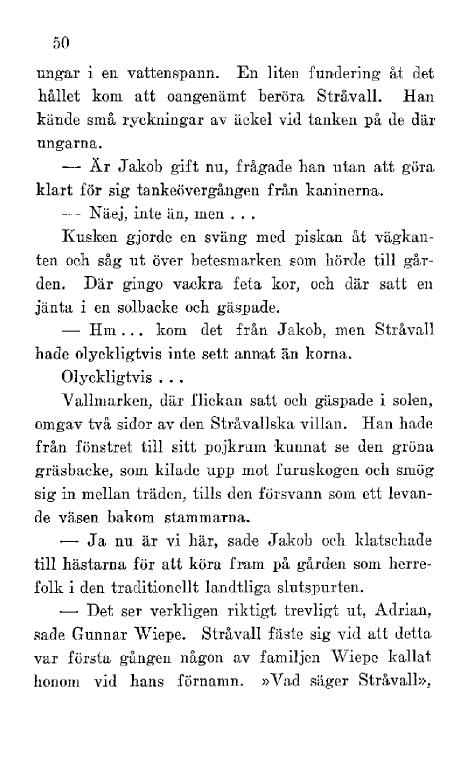 50
ungar i en vattenspann. En liten fundering åt det
hållet kom att oangenämt beröra Stråvall. Han
kände små ryckningar av äckel vid tanken på de där
ungarna.
— Är Jakob gift nu, frågade han utan att göra
klart för sig tankeövergången från kaninerna.
— Näej, inte än, men . . .
Kusken gjorde en sväng med piskan åt vägkan-
ten och såg ut över betesmarken som hörde till går-
den. Där gingo vackra feta kor, och där satt en
jänta i en solbacke och gäspade.
— Hm . . . kom det från Jakob, men Stråvall
hade olyckligtvis inte sett annat än korna.
Olyckligtvis . . .
Vallmarken, där flickan satt och gäspade i solen,
omgav två sidor av den Stråvallska villan. Han hade
från fönstret till sitt pojkrum kunnat se den gröna
gräsbacke, som kilade upp mot furuskogen och smög
sig in mellan träden, tills den försvann som ett levan-
de väsen bakom stammarna.
— Ja nu är vi här, sade Jakob och klatschade
till hästarna för att köra fram på gården som herre-
folk i den traditionellt landtliga slutspurten.
— Det ser verkligen riktigt trevligt ut, Adrian,
sade Gunnar Wiepe. Stråvall fäste sig vid att detta
var första gången någon av familjen Wiepe kallat
honom vid hans förnamn. »Vad säger Stråvall»,